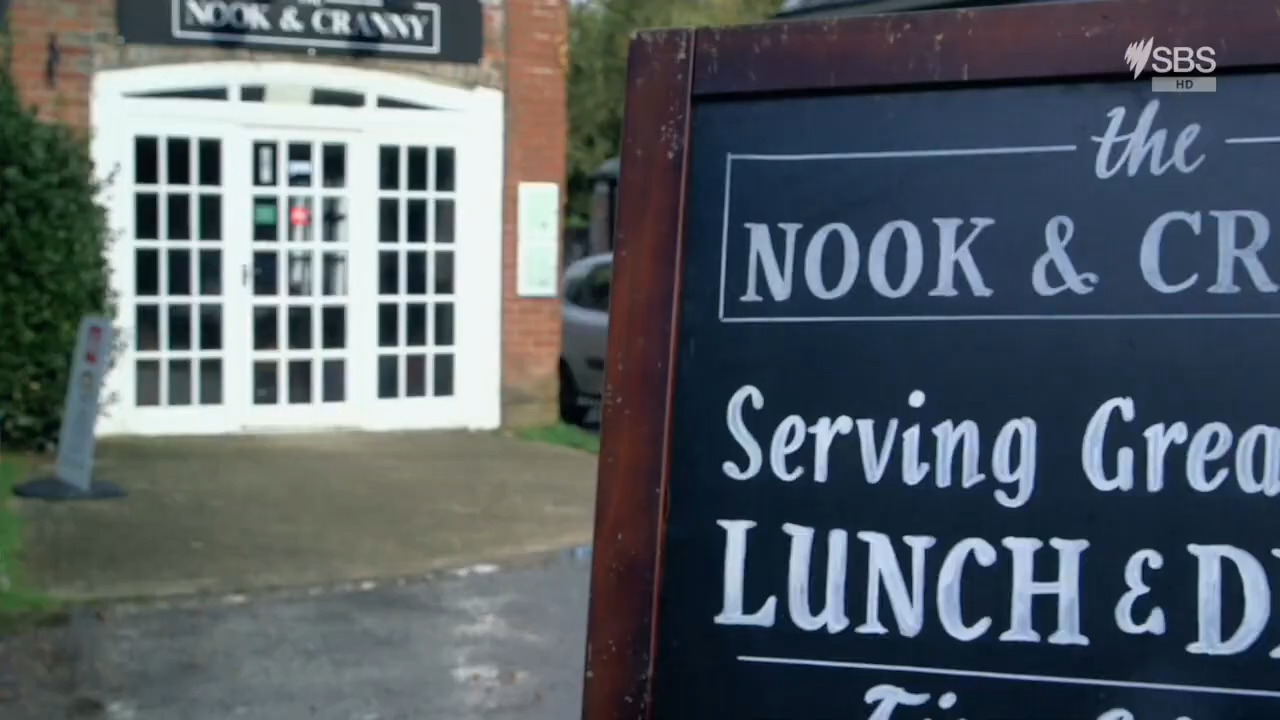 NOOK & CRANNY
SBS
HD
the
NOOK & CR
Serving Grea
LUNCH & D